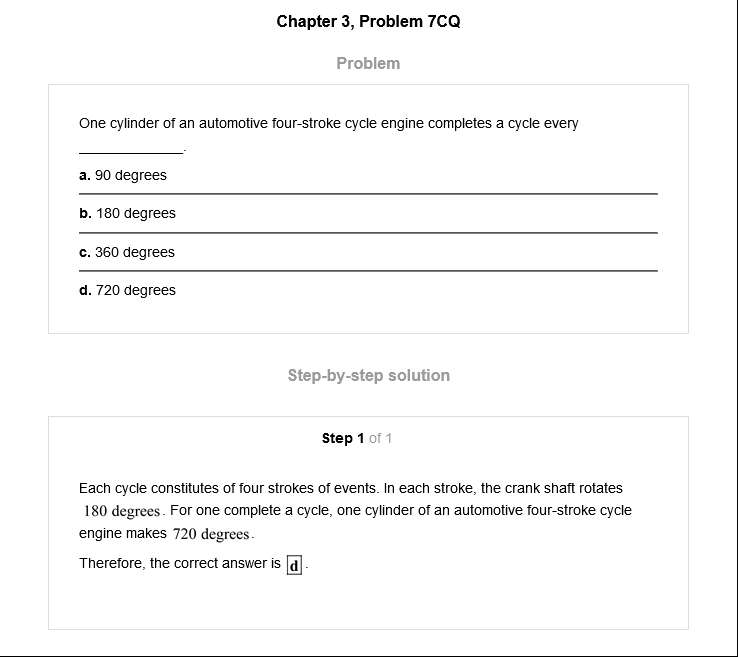 Chapter 3, Problem 7CQ
Problem
One cylinder of an automotive four-stroke cycle engine completes a cycle every
_____________.
a. 90 degrees
b. 180 degrees
c. 360 degrees
d. 720 degrees
Step-by-step solution
Step 1 of 1
Each cycle constitutes of four strokes of events. In each stroke, the crank shaft rotates
180 degrees. For one complete a cycle, one cylinder of an automotive four-stroke cycle
engine makes 720 degrees.
Therefore, the correct answer is d.